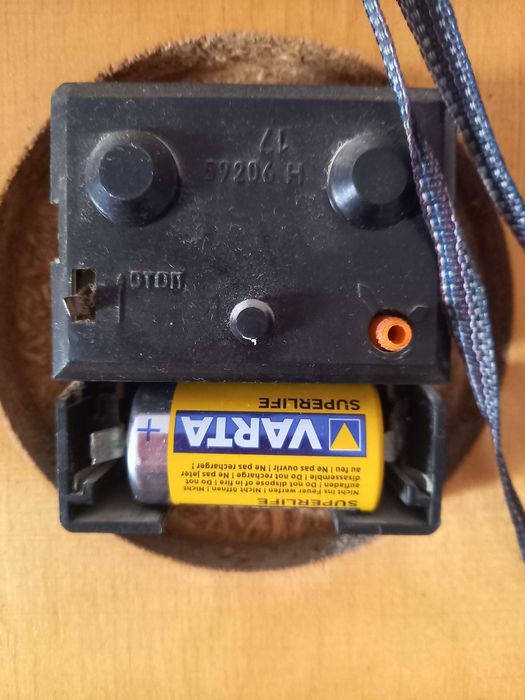 17
59206 Н
СТОП
SUPERLIFE
Nicht ins Feuer werfen ! Nicht öffnen ! Nicht
aufladen ! Do not dispose of in fire ! Do not
disassemble ! Do not recharge ! Ne pas jeter
au feu ! Ne pas ouvrir ! Ne pas recharger !
+ VARTA
SUPERLIFE